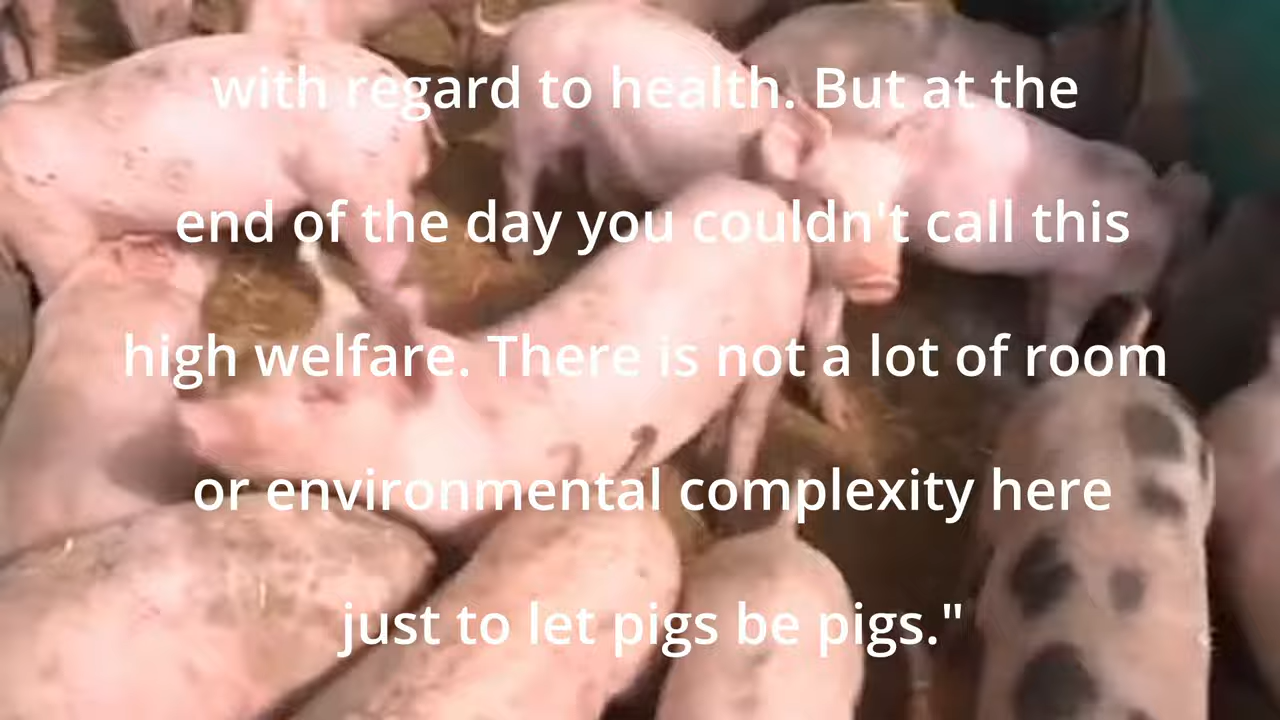 with regard to health. But at the
end of the day you couldn't call this
high welfare. There is not a lot of room
or environmental complexity here
just to let pigs be pigs."